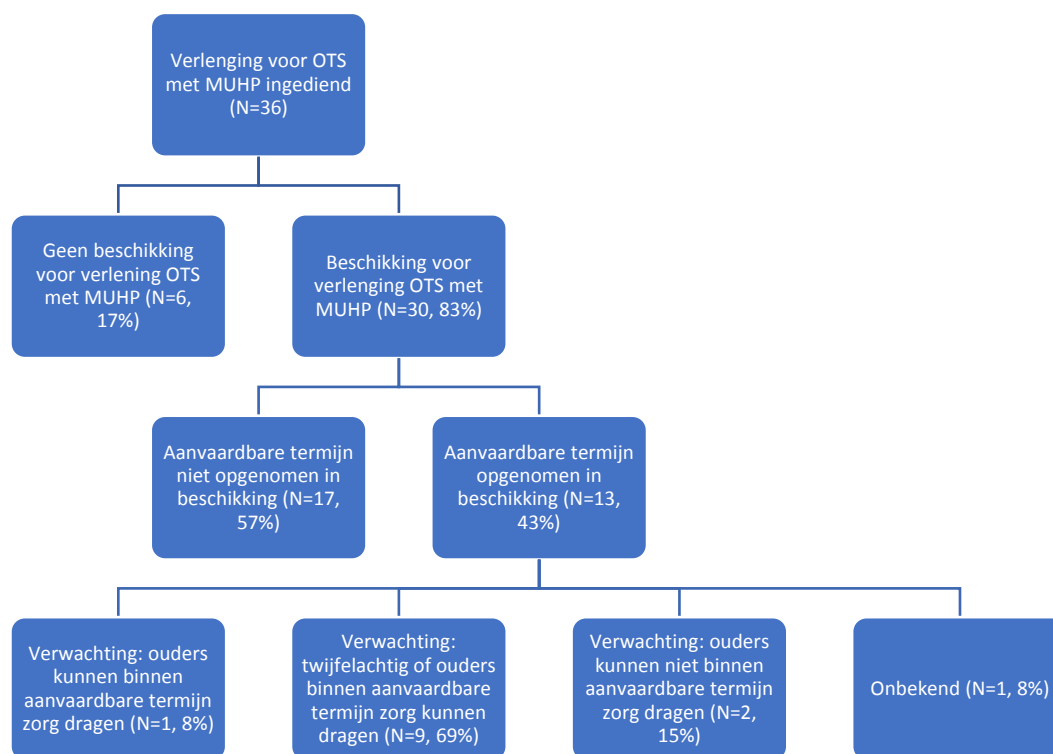 Verlenging voor OTS
met MUHP ingediend
(N=36)
Geen beschikking
voor verlening OTS
met MUHP (N=6,
17%)
Beschikking voor
verlenging OTS met
MUHP (N=30, 83%)
Aanvaardbare termijn
niet opgenomen in
beschikking (N=17,
57%)
Aanvaardbare termijn
opgenomen in
beschikking (N=13,
43%)
Verwachting: ouders
kunnen binnen
aanvaardbare termijn
zorg dragen (N=1, 8%)
Verwachting:
twijfelachtig of ouders
binnen aanvaardbare
termijn zorg kunnen
dragen (N=9, 69%)
Verwachting: ouders
kunnen niet binnen
aanvaardbare termijn
zorg dragen (N=2,
15%)
Onbekend (N=1, 8%)